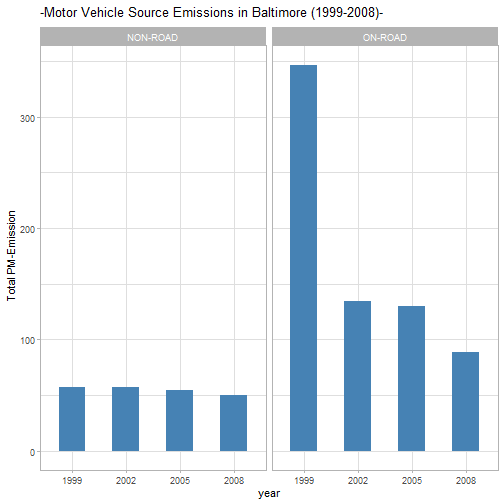 -Motor Vehicle Source Emissions in Baltimore (1999-2008)-
NON-ROAD
ON-ROAD
Total PM-Emission
300
200
100
0
1999 2002 2005 2008
1999 2002 2005 2008
year